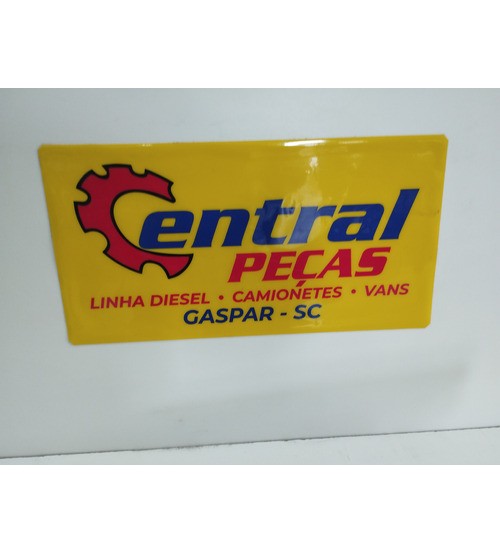 Central
PEÇAS
LINHA DIESEL • CAMIONETES • VANS
GASPAR - SC